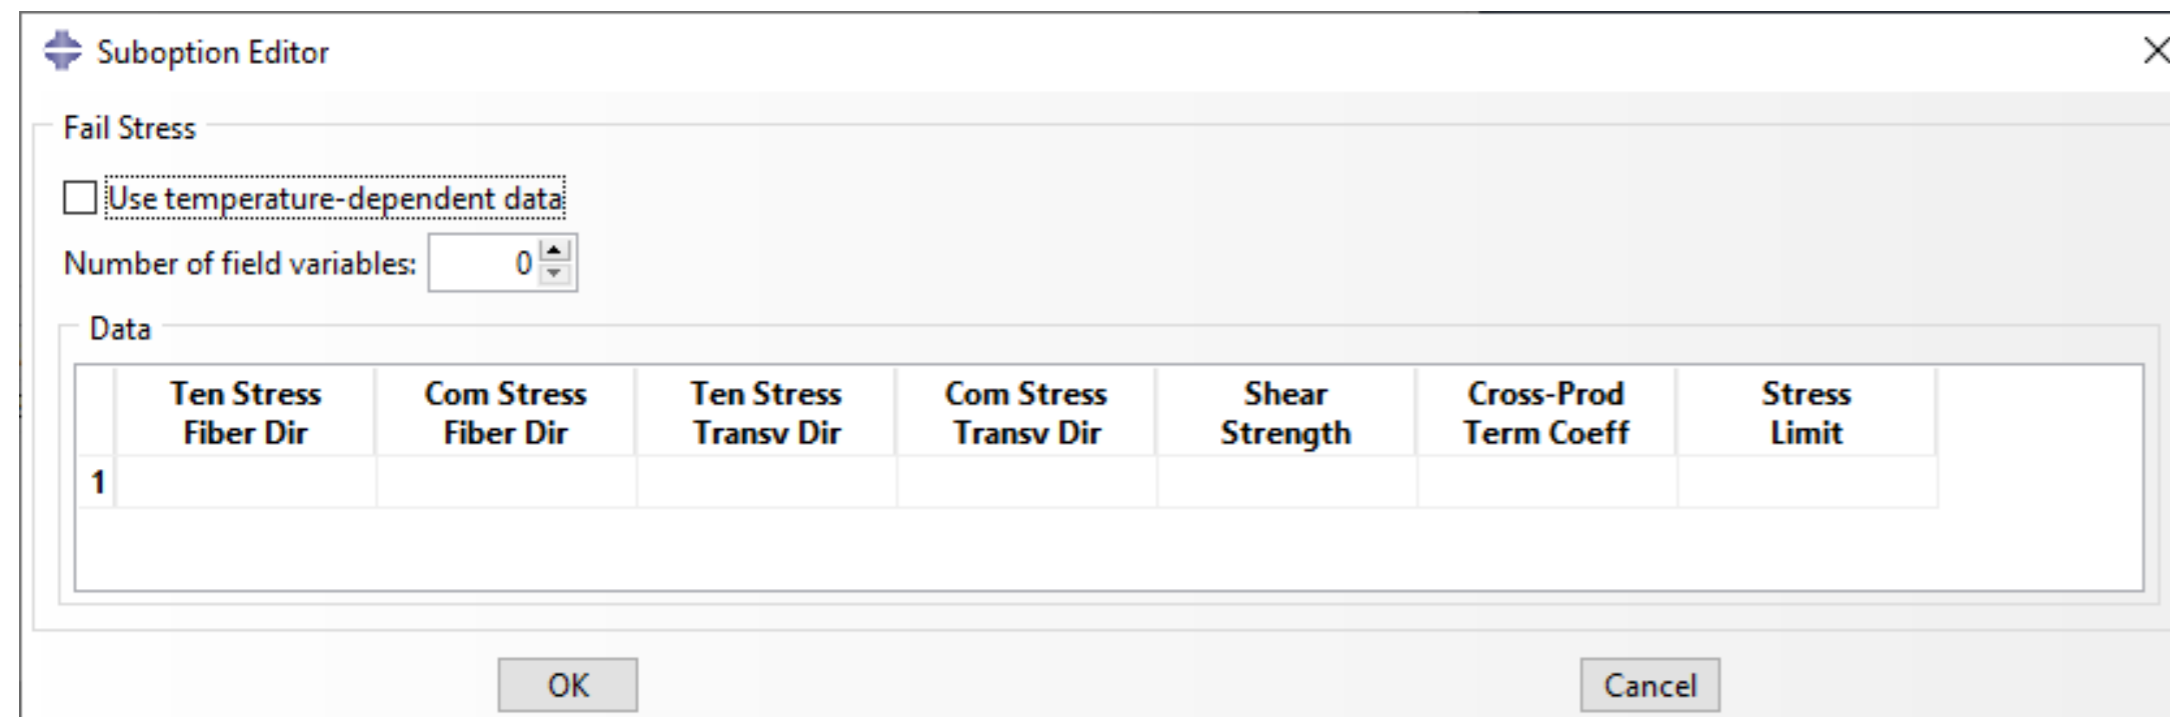 Suboption Editor
Fail Stress
Use temperature-dependent data
Number of field variables: 0
Data
Ten Stress Fiber Dir
Com Stress Fiber Dir
Ten Stress Transv Dir
Com Stress Transv Dir
Shear Strength
Cross-Prod Term Coeff
Stress Limit
1
OK
Cancel